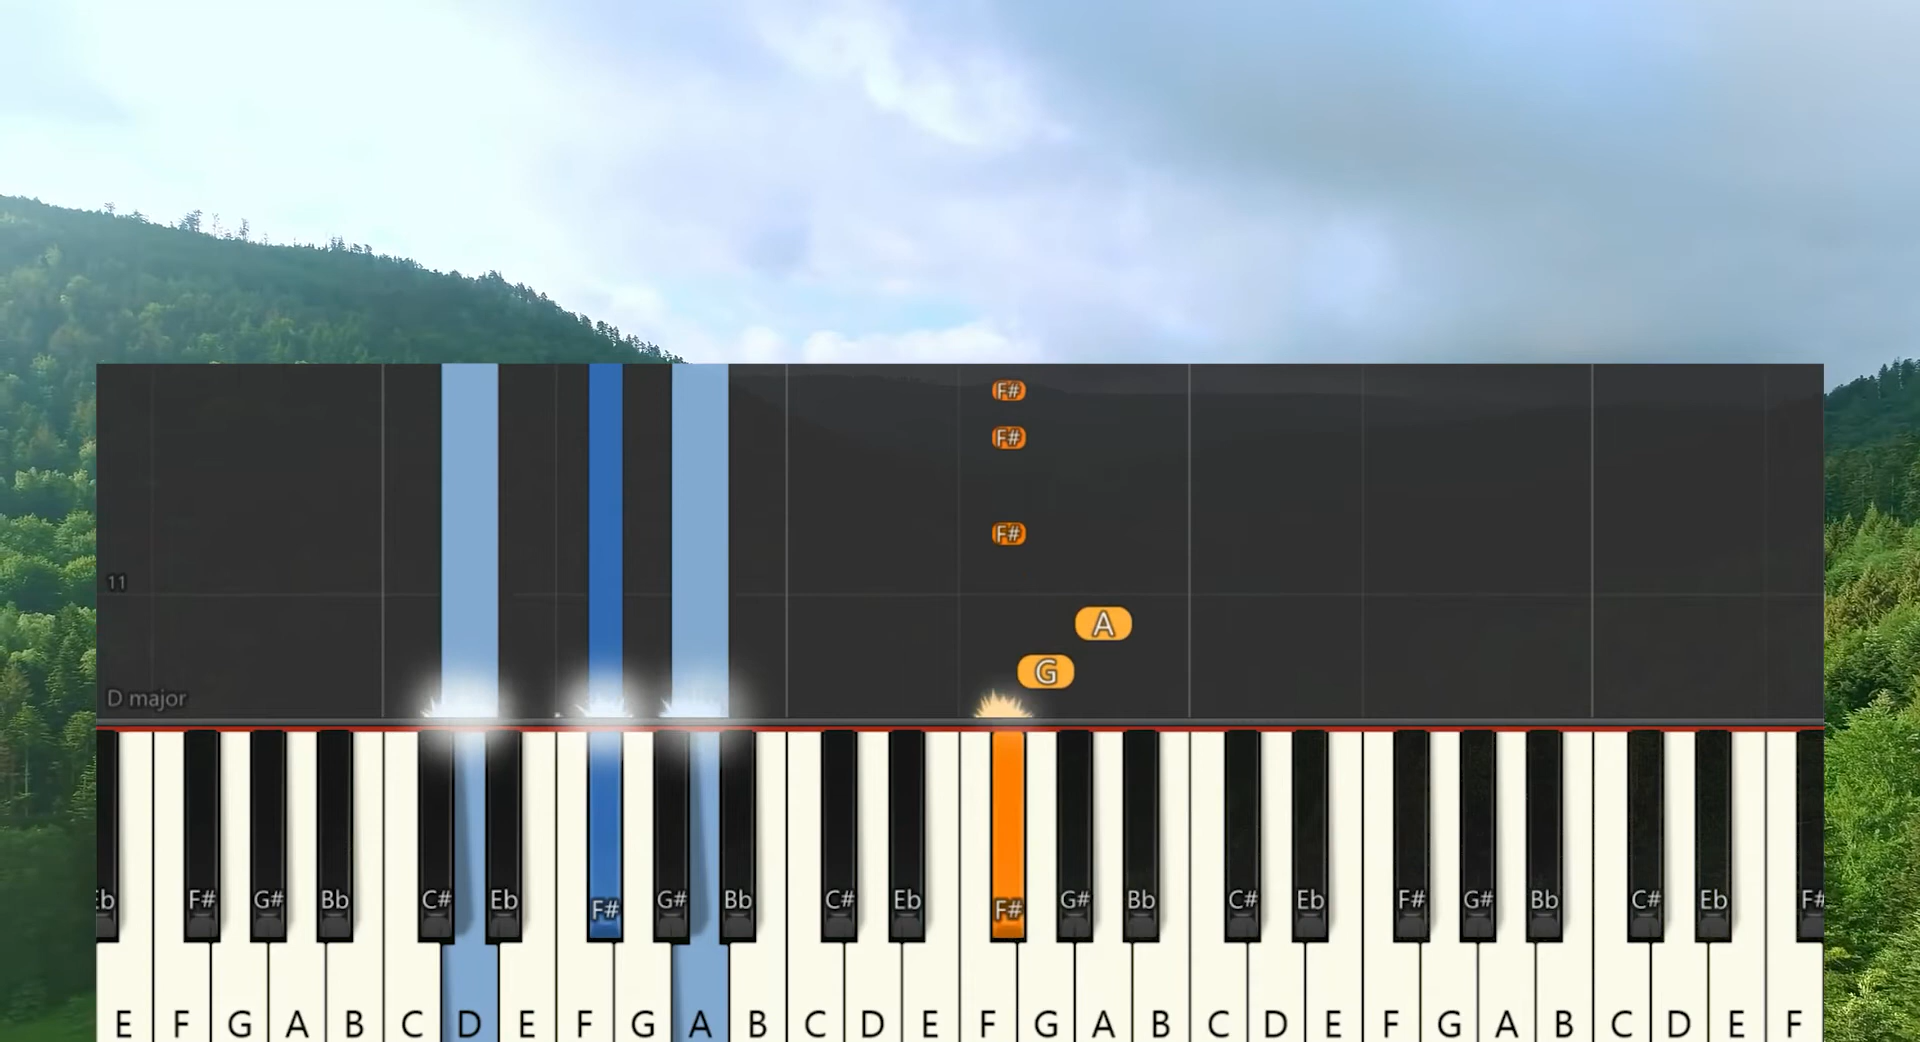 F#
F#
F#
11
A
G
D major
Eb F# G# Bb C# Eb F# G# Bb C# Eb F# G# Bb C# Eb F# G# Bb C# Eb F#
E F G A B C D E F G A B C D E F G A B C D E F G A B C D E F